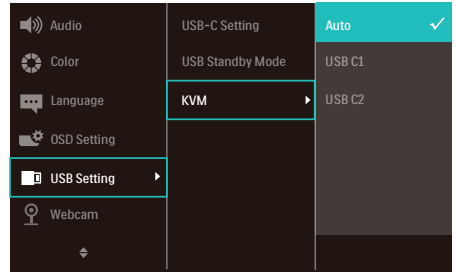 Audio
Color
Language
OSD Setting
USB Setting
Webcam
USB-C Setting
USB Standby Mode
KVM
Auto
USB C1
USB C2